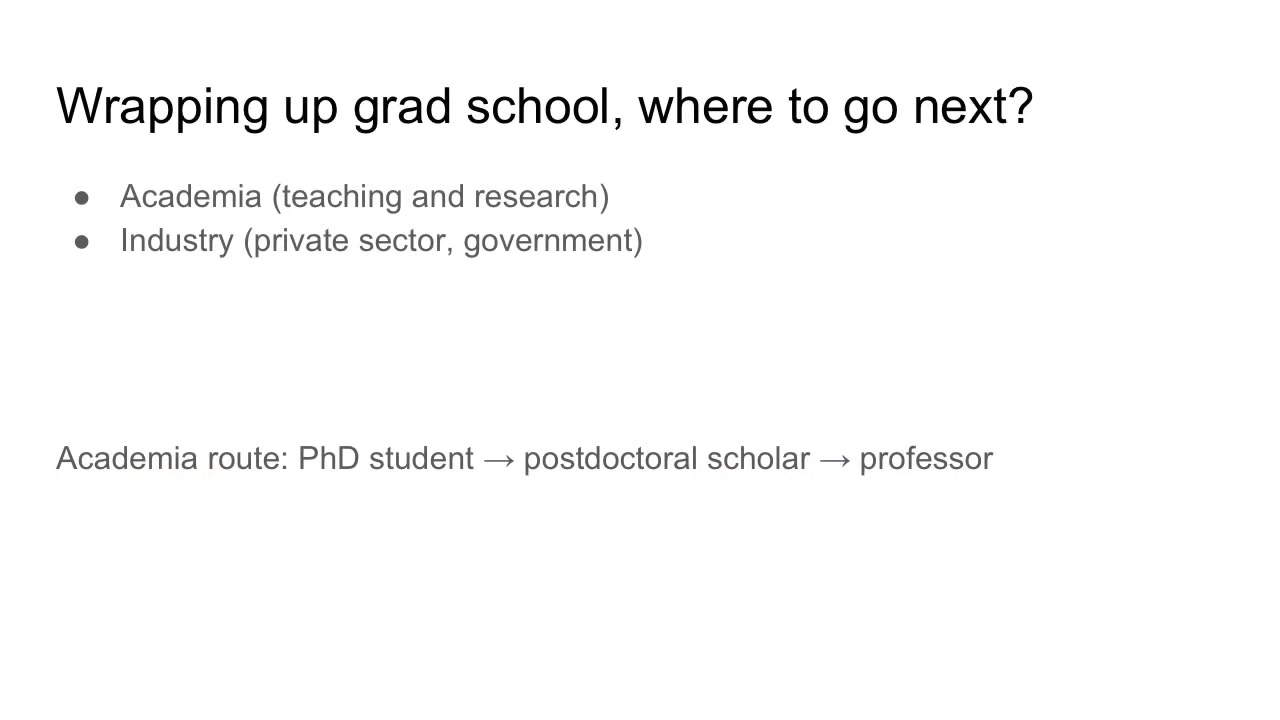 Wrapping up grad school, where to go next?
● Academia (teaching and research)
● Industry (private sector, government)
Academia route: PhD student → postdoctoral scholar → professor